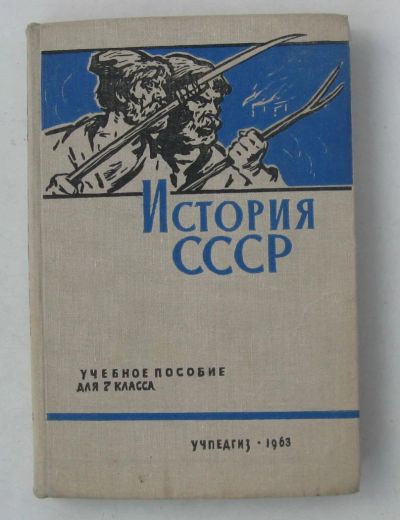 История
СССР
УЧЕБНОЕ ПОСОБИЕ
ДЛЯ 7 КЛАССА
УЧПЕДГИЗ · 1963